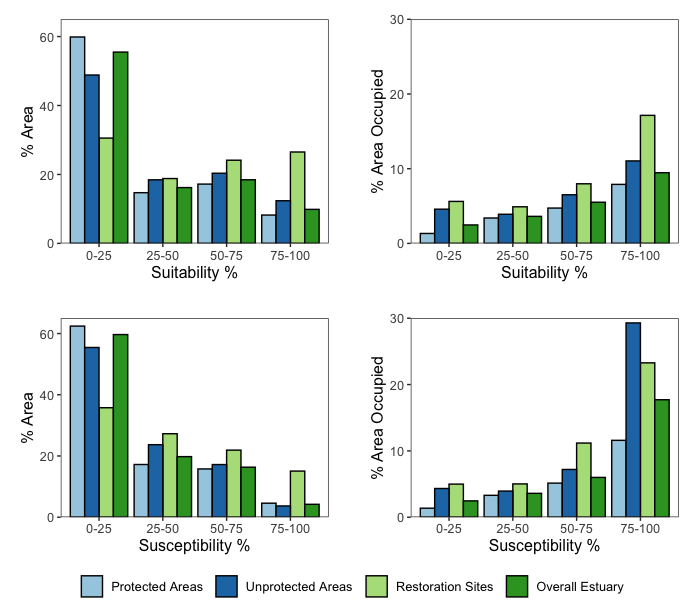 % Area
60
40
20
0
0-25 25-50 50-75 75-100
Suitability %
% Area Occupied
30
20
10
0
0-25 25-50 50-75 75-100
Suitability %
% Area
60
40
20
0
0-25 25-50 50-75 75-100
Susceptibility %
% Area Occupied
30
20
10
0
0-25 25-50 50-75 75-100
Susceptibility %
Protected Areas Unprotected Areas Restoration Sites Overall Estuary